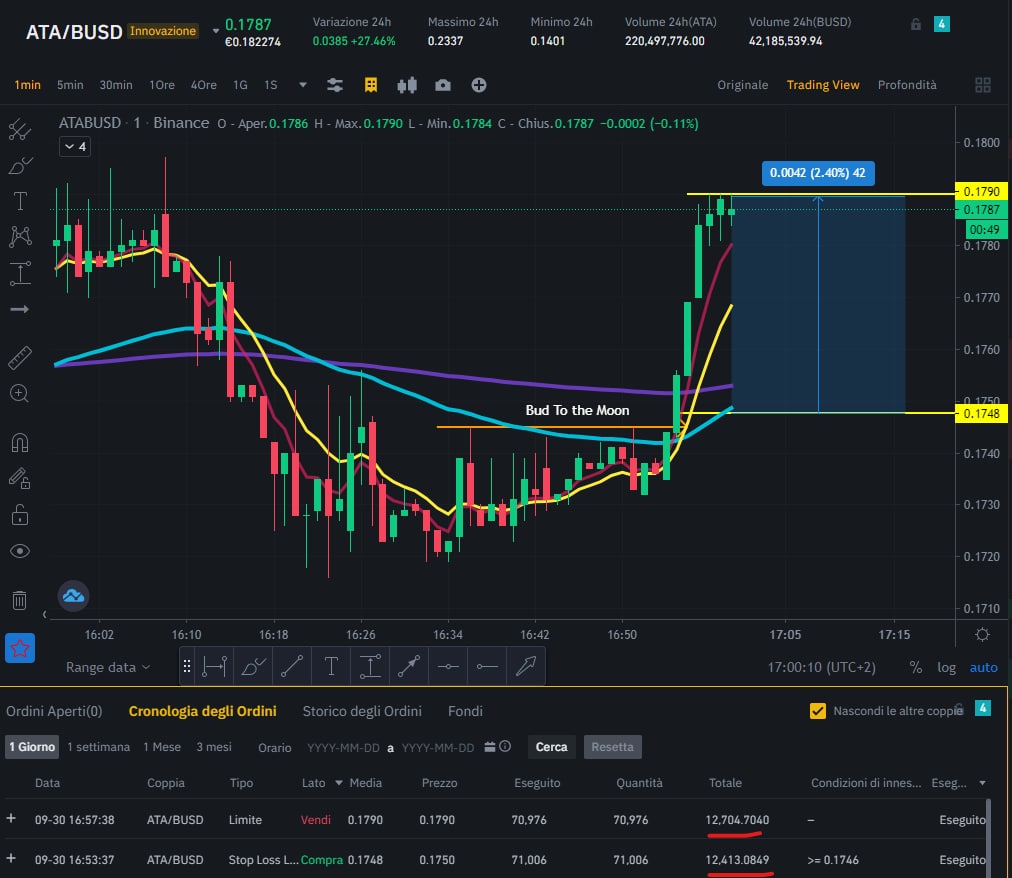 ATA/BUSD Innovazione 0.1787 €0.182274
Variazione 24h 0.0385 +27.46%
Massimo 24h 0.2337
Minimo 24h 0.1401
Volume 24h(ATA) 220,497,776.00
Volume 24h(BUSD) 42,185,539.94
4
1min 5min 30min 1Ore 4Ore 1G 1S Originale Trading View Profondità
ATABUSD · 1 · Binance O - Aper.0.1786 H - Max.0.1790 L - Min.0.1784 C - Chius.0.1787 −0.0002 (−0.11%)
4
0.1800
0.0042 (2.40%) 42
0.1790
0.1787
00:49
0.1780
0.1770
0.1760
0.1750
Bud To the Moon
0.1748
0.1740
0.1730
0.1720
0.1710
16:02 16:10 16:18 16:26 16:34 16:42 16:50 17:05 17:15
Range data T 17:00:10 (UTC+2) % log auto
Ordini Aperti(0) Cronologia degli Ordini Storico degli Ordini Fondi Nascondi le altre coppie 4
1 Giorno 1 settimana 1 Mese 3 mesi Orario YYYY-MM-DD a YYYY-MM-DD Cerca Resetta
Data Coppia Tipo Lato Media Prezzo Eseguito Quantità Totale Condizioni di innes... Eseg...
+ 09-30 16:57:38 ATA/BUSD Limite Vendi 0.1790 0.1790 70,976 70,976 12,704.7040 – Eseguito
+ 09-30 16:53:37 ATA/BUSD Stop Loss L... Compra 0.1748 0.1750 71,006 71,006 12,413.0849 >= 0.1746 Eseguito